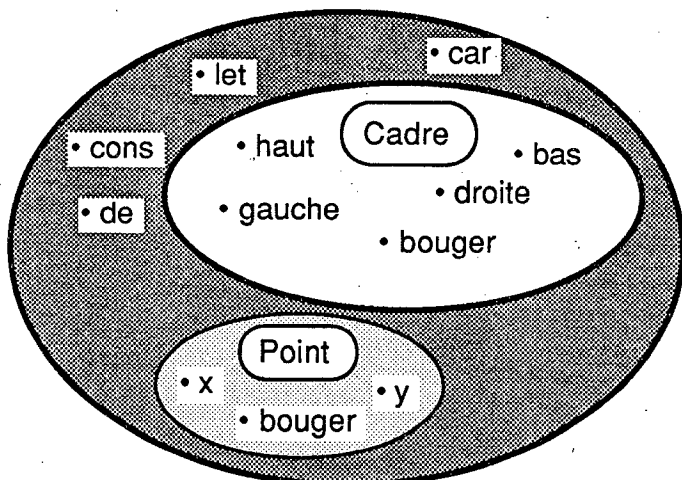 • car
• let
Cadre
• cons
• haut
• bas
• droite
• de
• gauche
• bouger
Point
• x
• y
• bouger